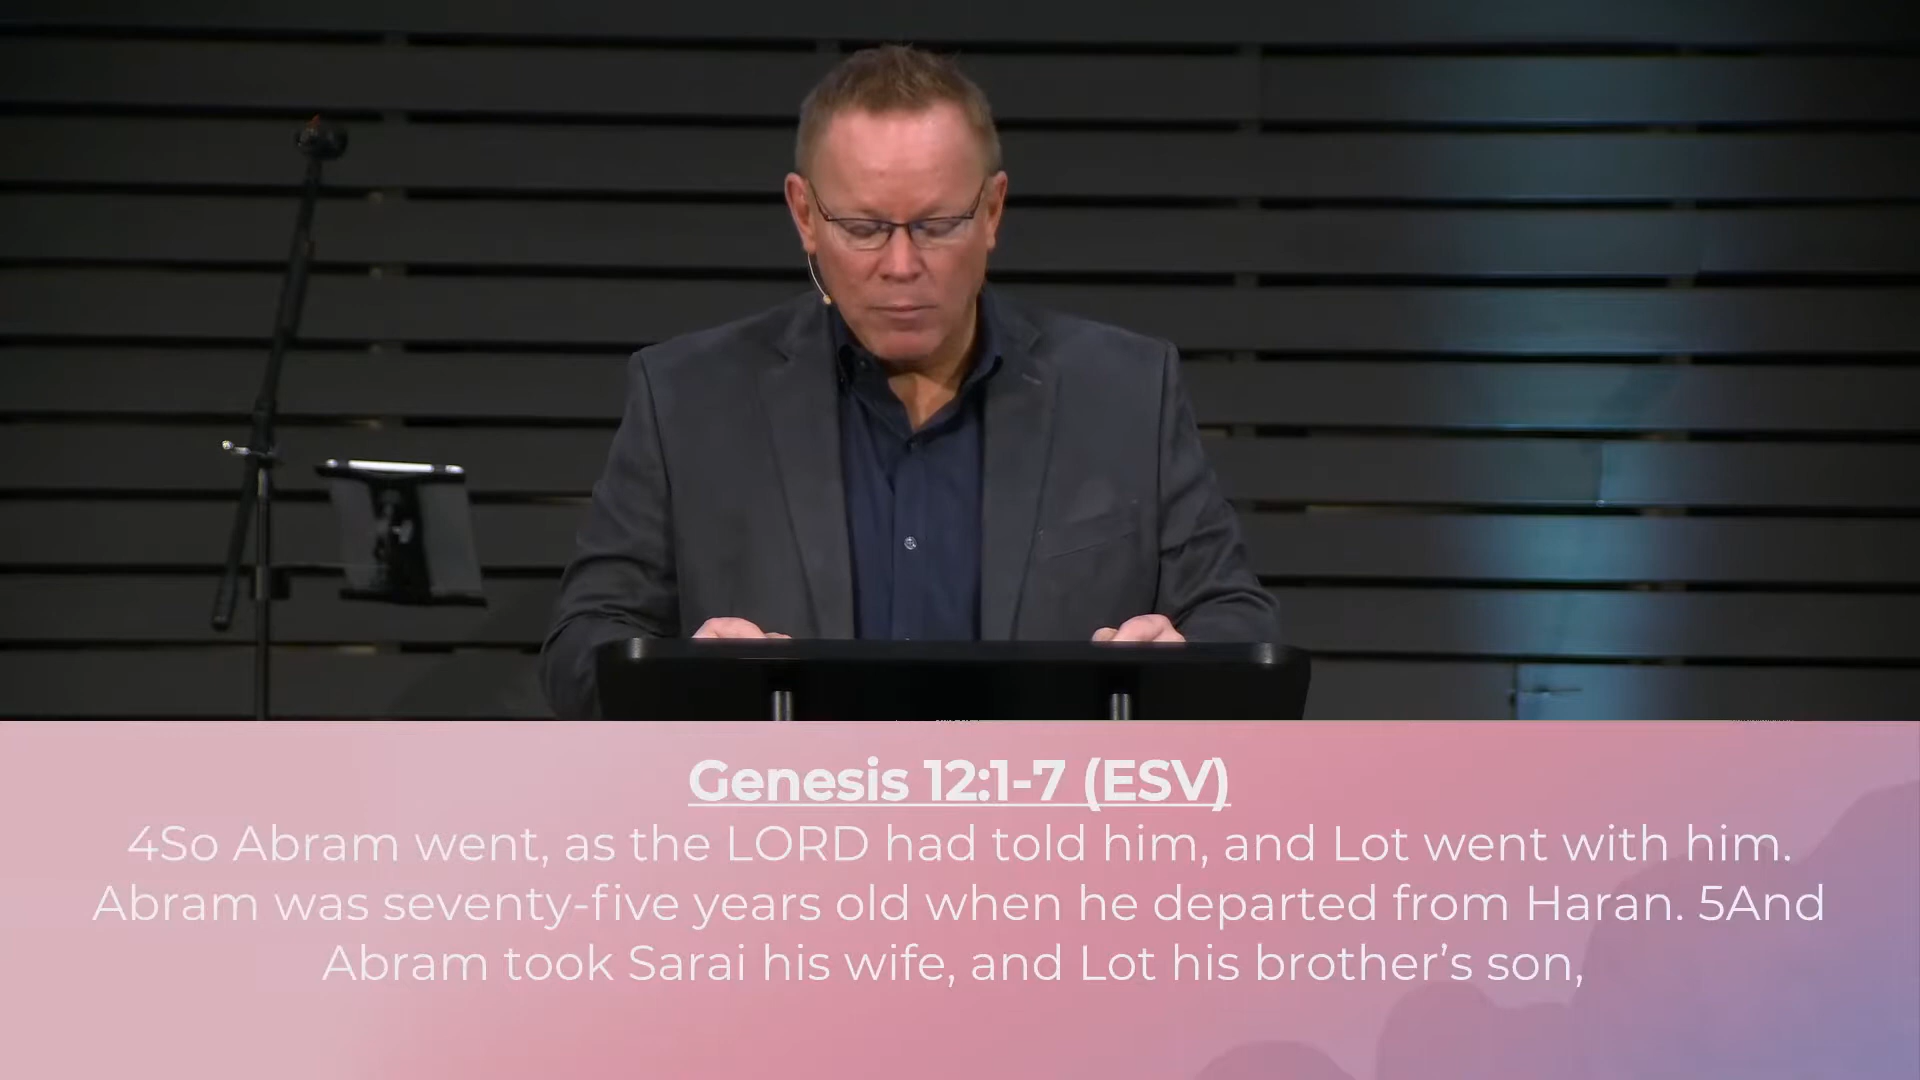 Genesis 12:1-7 (ESV)
4So Abram went, as the LORD had told him, and Lot went with him.
Abram was seventy-five years old when he departed from Haran. 5And
Abram took Sarai his wife, and Lot his brother’s son,